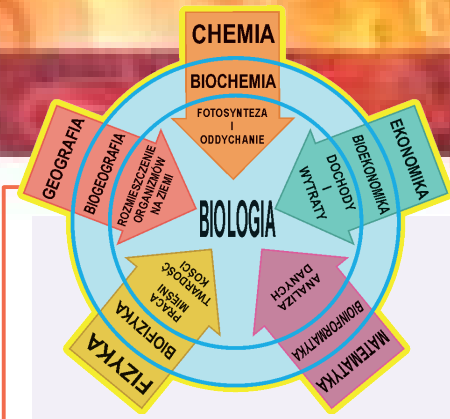 CHEMIA
BIOCHEMIA
FOTOSYNTEZA
I
ODDYCHANIE
EKONOMIKA
BIOEKONOMIKA
DOCHODY
I
WYTRATY
MATEMATYKA
BIOINFORMATYKA
ANALIZA
DANYCH
FIZYKA
BIOFIZYKA
PRACA
MIĘŚNI
TWARDOŚĆ
KOŚCI
GEOGRAFIA
BIOGEOGRAFIA
ROZMIESZCZENIE
ORGANIZMÓW
NA ZIEMI
BIOLOGIA